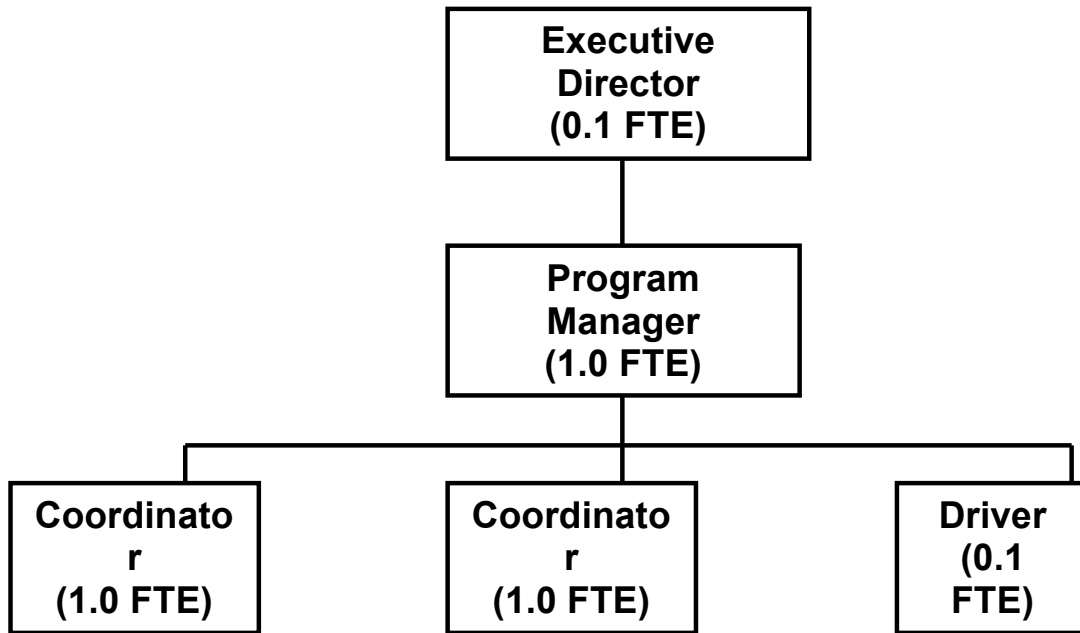 Executive
Director
(0.1 FTE)
Program
Manager
(1.0 FTE)
Coordinato
r
(1.0 FTE)
Coordinato
r
(1.0 FTE)
Driver
(0.1
FTE)